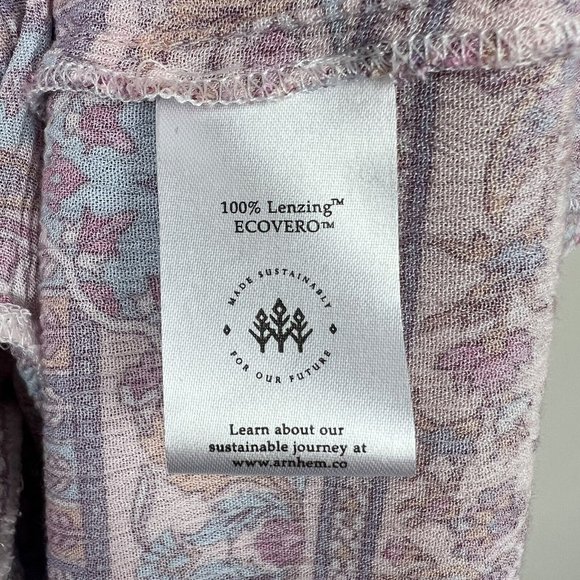 100% Lenzing™
ECOVERO™
MADE SUSTAINABLY
FOR OUR FUTURE
Learn about our
sustainable journey at
www.arnhem.co